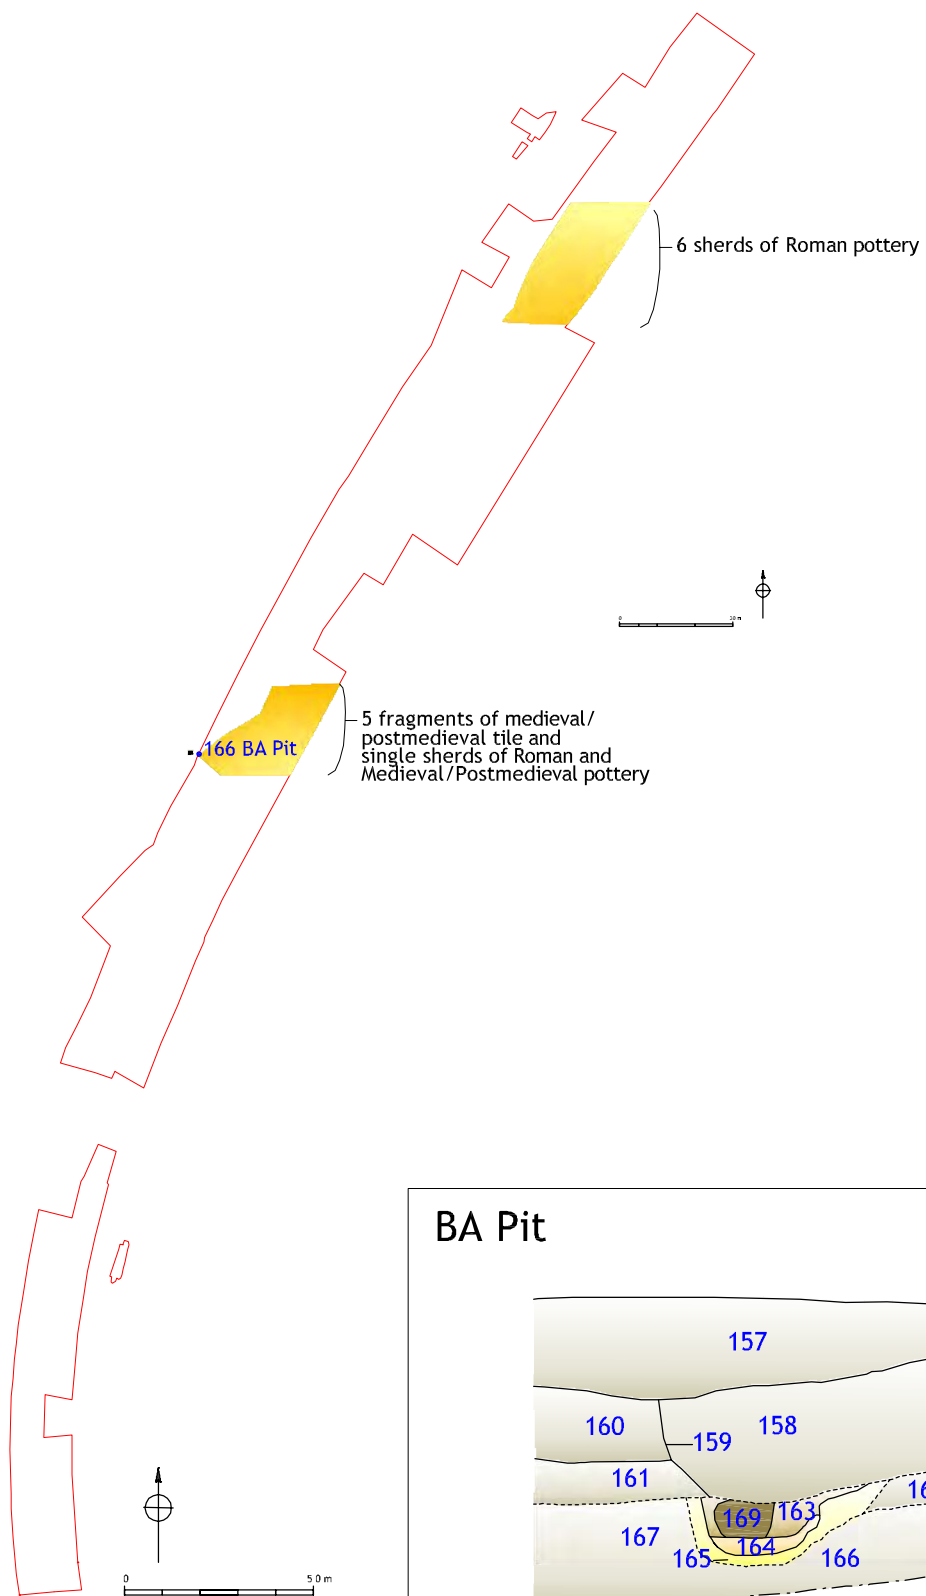 6 sherds of Roman pottery
0
5 fragments of medieval/
postmedieval tile and
single sherds of Roman and
Medieval/Postmedieval pottery
166 BA Pit
BA Pit
157
160
159
158
161
169
163
167
164
165
166
0
50 m